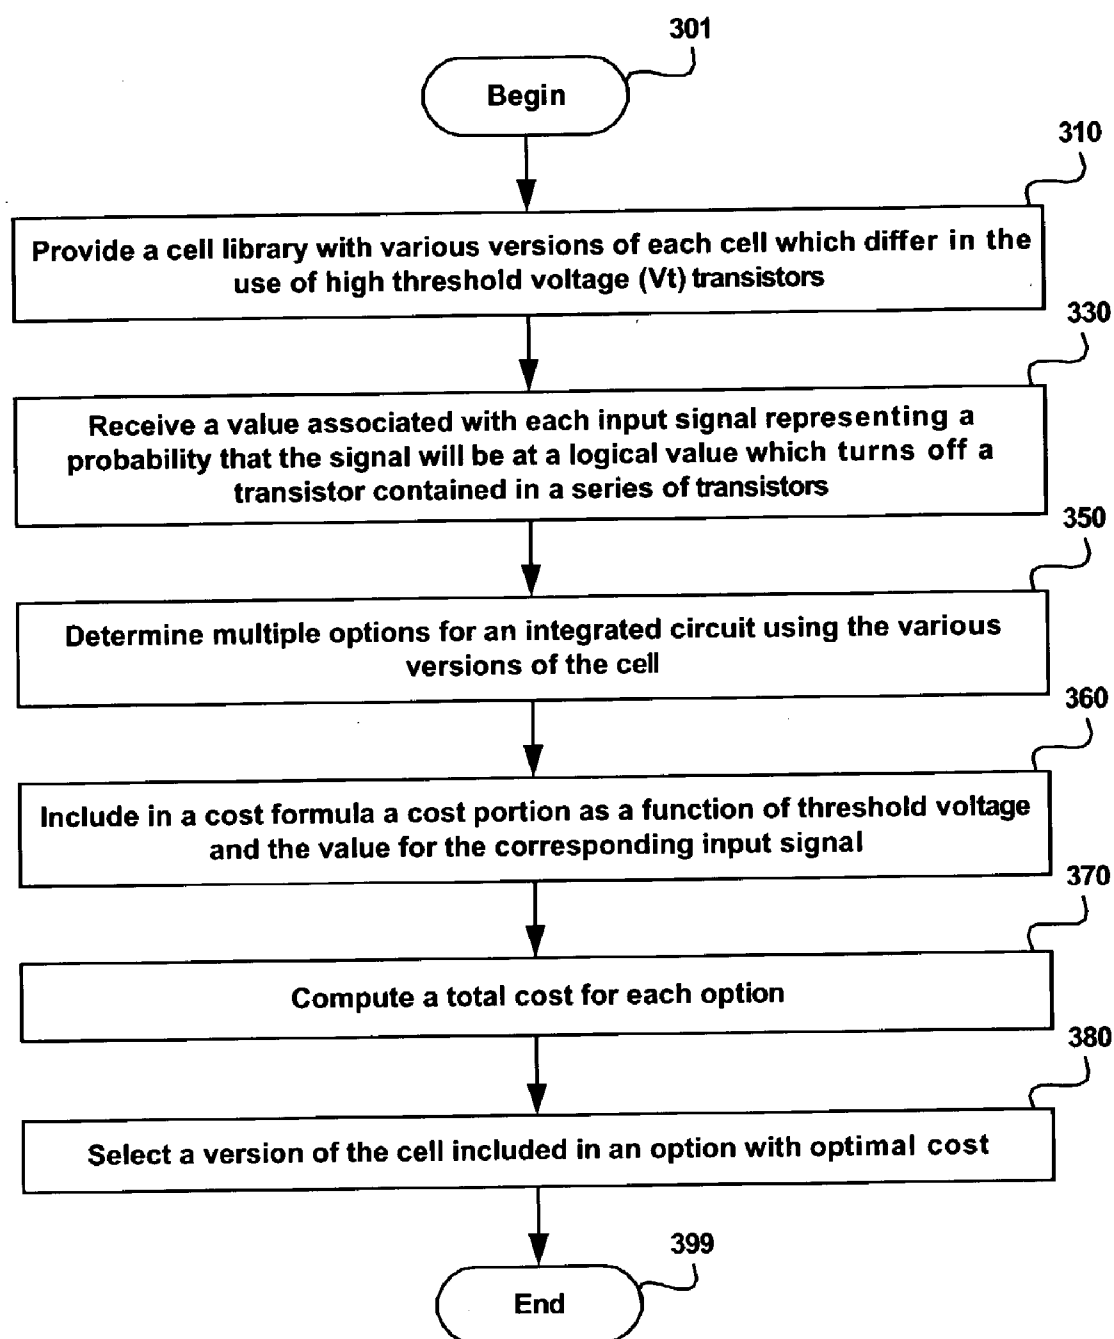 301
Begin
310
Provide a cell library with various versions of each cell which differ in the
use of high threshold voltage (Vt) transistors
330
Receive a value associated with each input signal representing a
probability that the signal will be at a logical value which turns off a
transistor contained in a series of transistors
350
Determine multiple options for an integrated circuit using the various
versions of the cell
360
Include in a cost formula a cost portion as a function of threshold voltage
and the value for the corresponding input signal
370
Compute a total cost for each option
380
Select a version of the cell included in an option with optimal cost
399
End